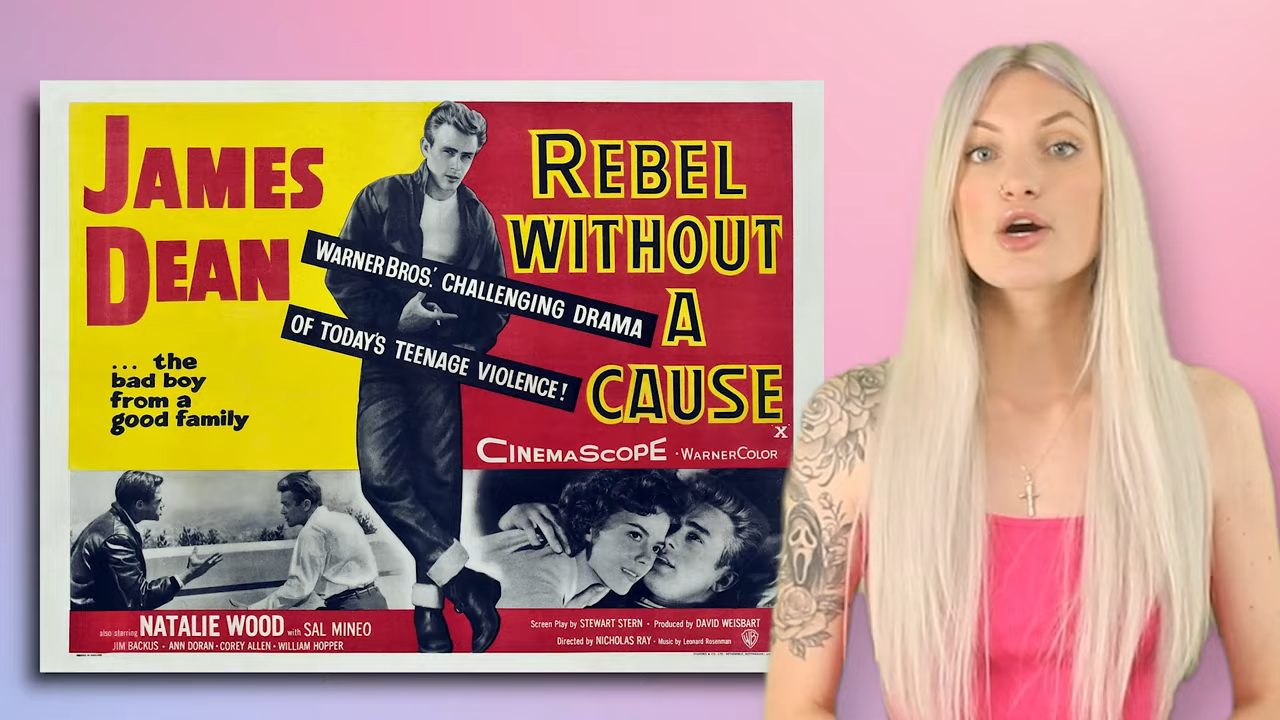 JAMES
DEAN
... the
bad boy
from a
good family
WARNER BROS.' CHALLENGING DRAMA
OF TODAY'S TEENAGE VIOLENCE!
REBEL
WITHOUT
A
CAUSE
X
CINEMASCOPE · WARNERCOLOR
also starring NATALIE WOOD with SAL MINEO
JIM BACKUS · ANN DORAN · COREY ALLEN · WILLIAM HOPPER
Screen Play by STEWART STERN · Produced by DAVID WEISBART
Directed by NICHOLAS RAY · Music by Leonard Rosenman
WB